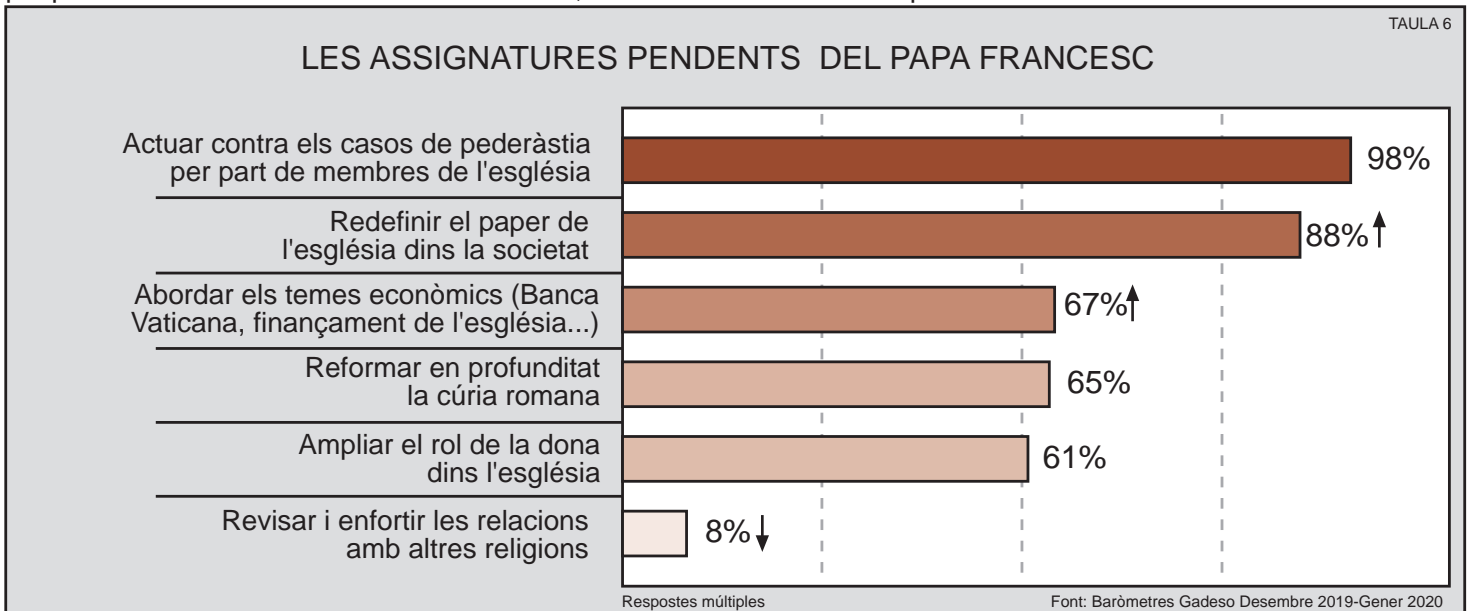 TAULA 6
LES ASSIGNATURES PENDENTS DEL PAPA FRANCESC
Actuar contra els casos de pederàstia
per part de membres de l'església
98%
Redefinir el paper de
l'església dins la societat
88%
Abordar els temes econòmics (Banca
Vaticana, finançament de l'església...)
67%
Reformar en profunditat
la cúria romana
65%
Ampliar el rol de la dona
dins l'església
61%
Revisar i enfortir les relacions
amb altres religions
8%
Respostes múltiples
Font: Baròmetres Gadeso Desembre 2019-Gener 2020